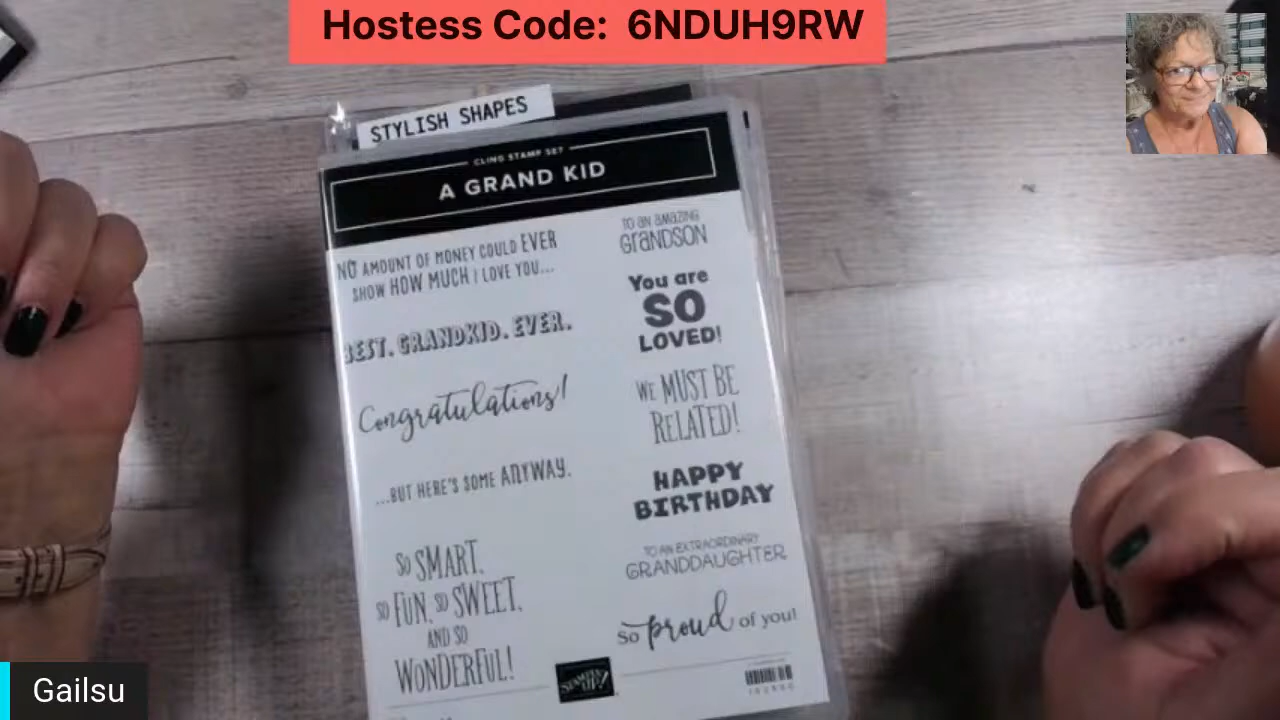 Hostess Code: 6NDUH9RW
STYLISH SHAPES
CLING STAMP SET
A GRAND KID
NO AMOUNT OF MONEY COULD EVER
SHOW HOW MUCH I LOVE YOU...
BEST. GRANDKID. EVER.
Congratulations!
...BUT HERE'S SOME ANYWAY.
SO SMART,
SO FUN, SO SWEET,
AND SO
WONDERFUL!
TO AN AMAZING
GRANDSON
You are
SO
LOVED!
WE MUST BE
RELATED!
HAPPY
BIRTHDAY
TO AN EXTRAORDINARY
GRANDDAUGHTER
So proud of you!
STAMPIN' UP!
Gailsu